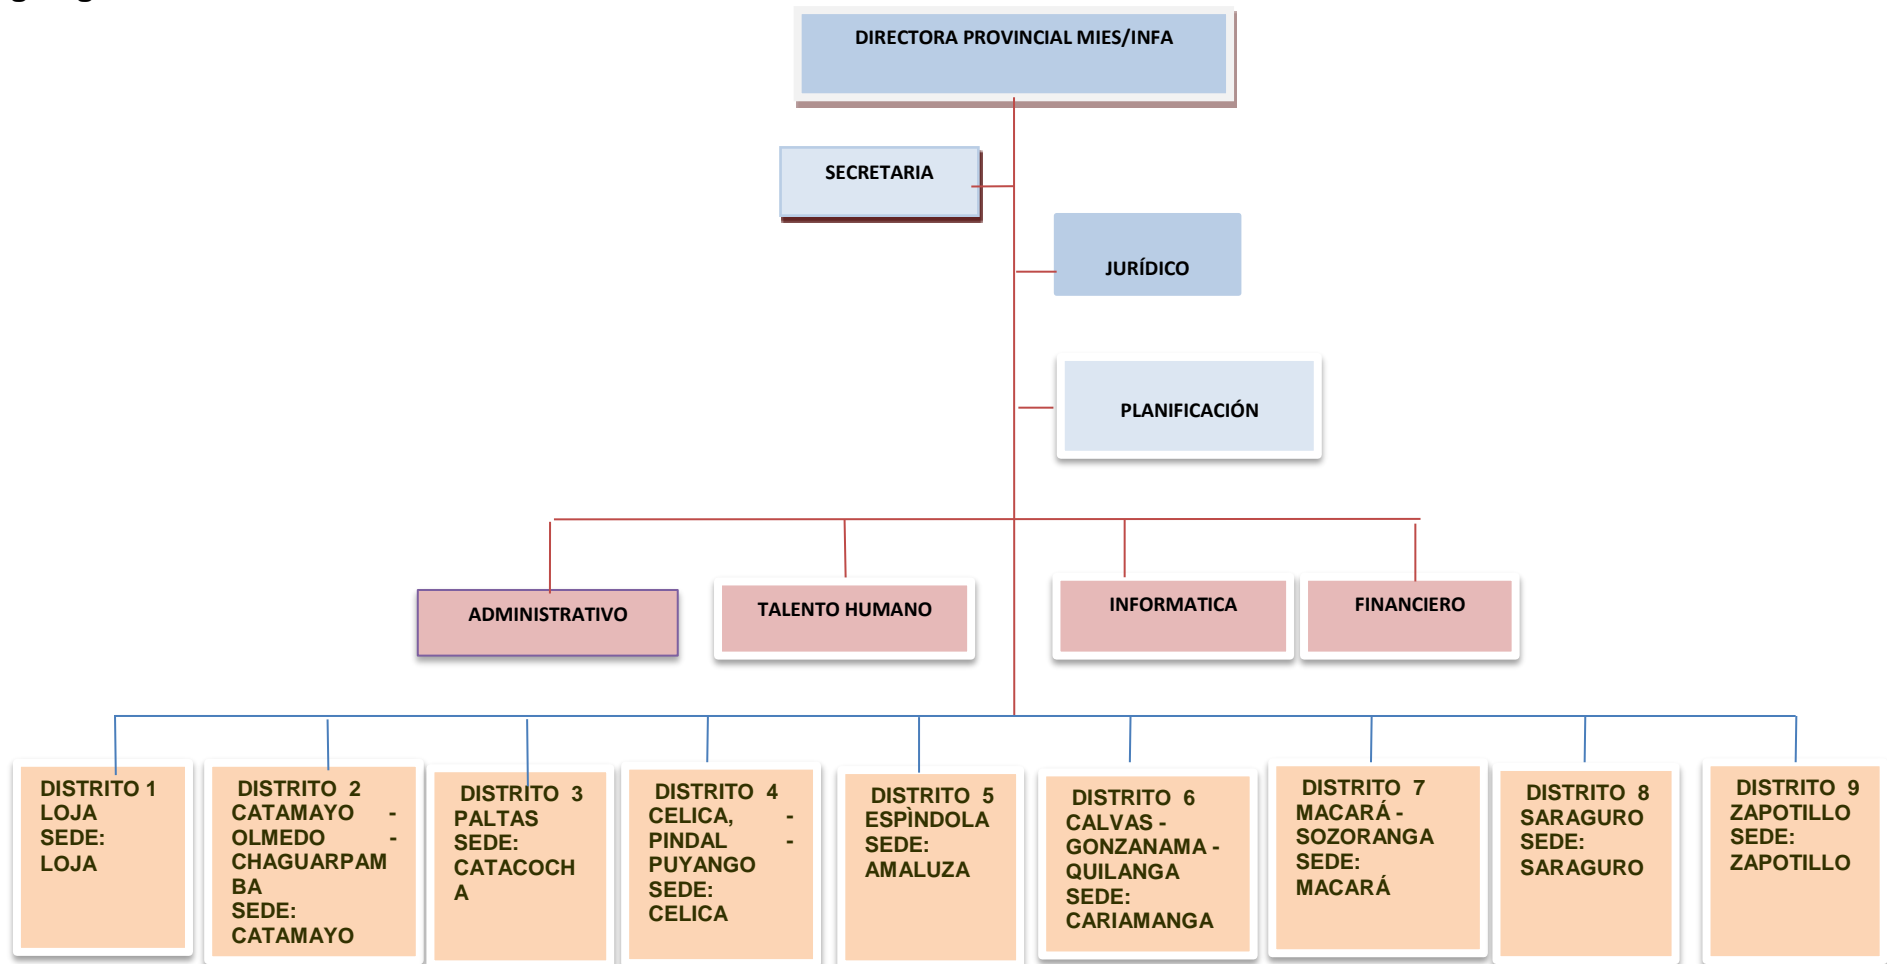 DIRECTORA PROVINCIAL MIES/INFA
SECRETARIA
JURÍDICO
PLANIFICACIÓN
ADMINISTRATIVO
TALENTO HUMANO
INFORMATICA
FINANCIERO
DISTRITO 1
LOJA
SEDE:
LOJA
DISTRITO 2
CATAMAYO -
OLMEDO -
CHAGUARPAM
BA
SEDE:
CATAMAYO
DISTRITO 3
PALTAS
SEDE:
CATACOCH
A
DISTRITO 4
CELICA, -
PINDAL -
PUYANGO
SEDE:
CELICA
DISTRITO 5
ESPÌNDOLA
SEDE:
AMALUZA
DISTRITO 6
CALVAS -
GONZANAMA -
QUILANGA
SEDE:
CARIAMANGA
DISTRITO 7
MACARÁ -
SOZORANGA
SEDE:
MACARÁ
DISTRITO 8
SARAGURO
SEDE:
SARAGURO
DISTRITO 9
ZAPOTILLO
SEDE:
ZAPOTILLO